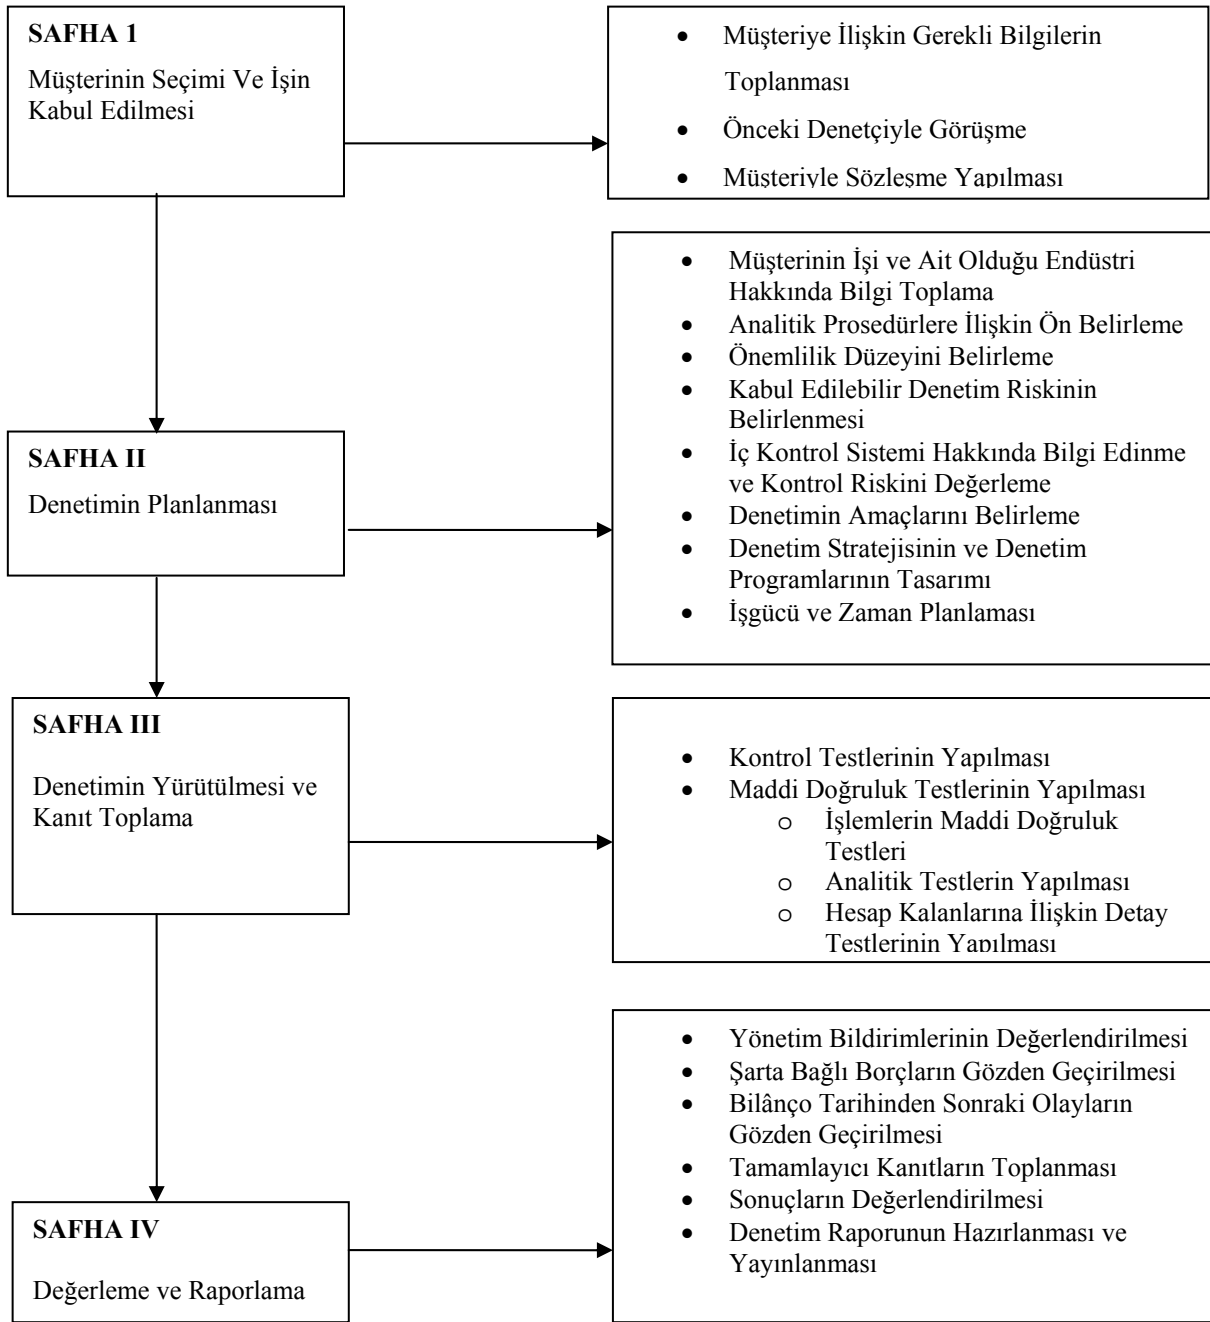 SAFHA 1
Müşterinin Seçimi Ve İşin
Kabul Edilmesi
• Müşteriye İlişkin Gerekli Bilgilerin
Toplanması
• Önceki Denetçiyle Görüşme
• Müşteriyle Sözleşme Yapılması
SAFHA II
Denetimin Planlanması
• Müşterinin İşi ve Ait Olduğu Endüstri
Hakkında Bilgi Toplama
• Analitik Prosedürlere İlişkin Ön Belirleme
• Önemlilik Düzeyini Belirleme
• Kabul Edilebilir Denetim Riskinin
Belirlenmesi
• İç Kontrol Sistemi Hakkında Bilgi Edinme
ve Kontrol Riskini Değerleme
• Denetimin Amaçlarını Belirleme
• Denetim Stratejisinin ve Denetim
Programlarının Tasarımı
• İşgücü ve Zaman Planlaması
SAFHA III
Denetimin Yürütülmesi ve
Kanıt Toplama
• Kontrol Testlerinin Yapılması
• Maddi Doğruluk Testlerinin Yapılması
o İşlemlerin Maddi Doğruluk
Testleri
o Analitik Testlerin Yapılması
o Hesap Kalanlarına İlişkin Detay
Testlerinin Yapılması
SAFHA IV
Değerleme ve Raporlama
• Yönetim Bildirimlerinin Değerlendirilmesi
• Şarta Bağlı Borçların Gözden Geçirilmesi
• Bilânço Tarihinden Sonraki Olayların
Gözden Geçirilmesi
• Tamamlayıcı Kanıtların Toplanması
• Sonuçların Değerlendirilmesi
• Denetim Raporunun Hazırlanması ve
Yayınlanması